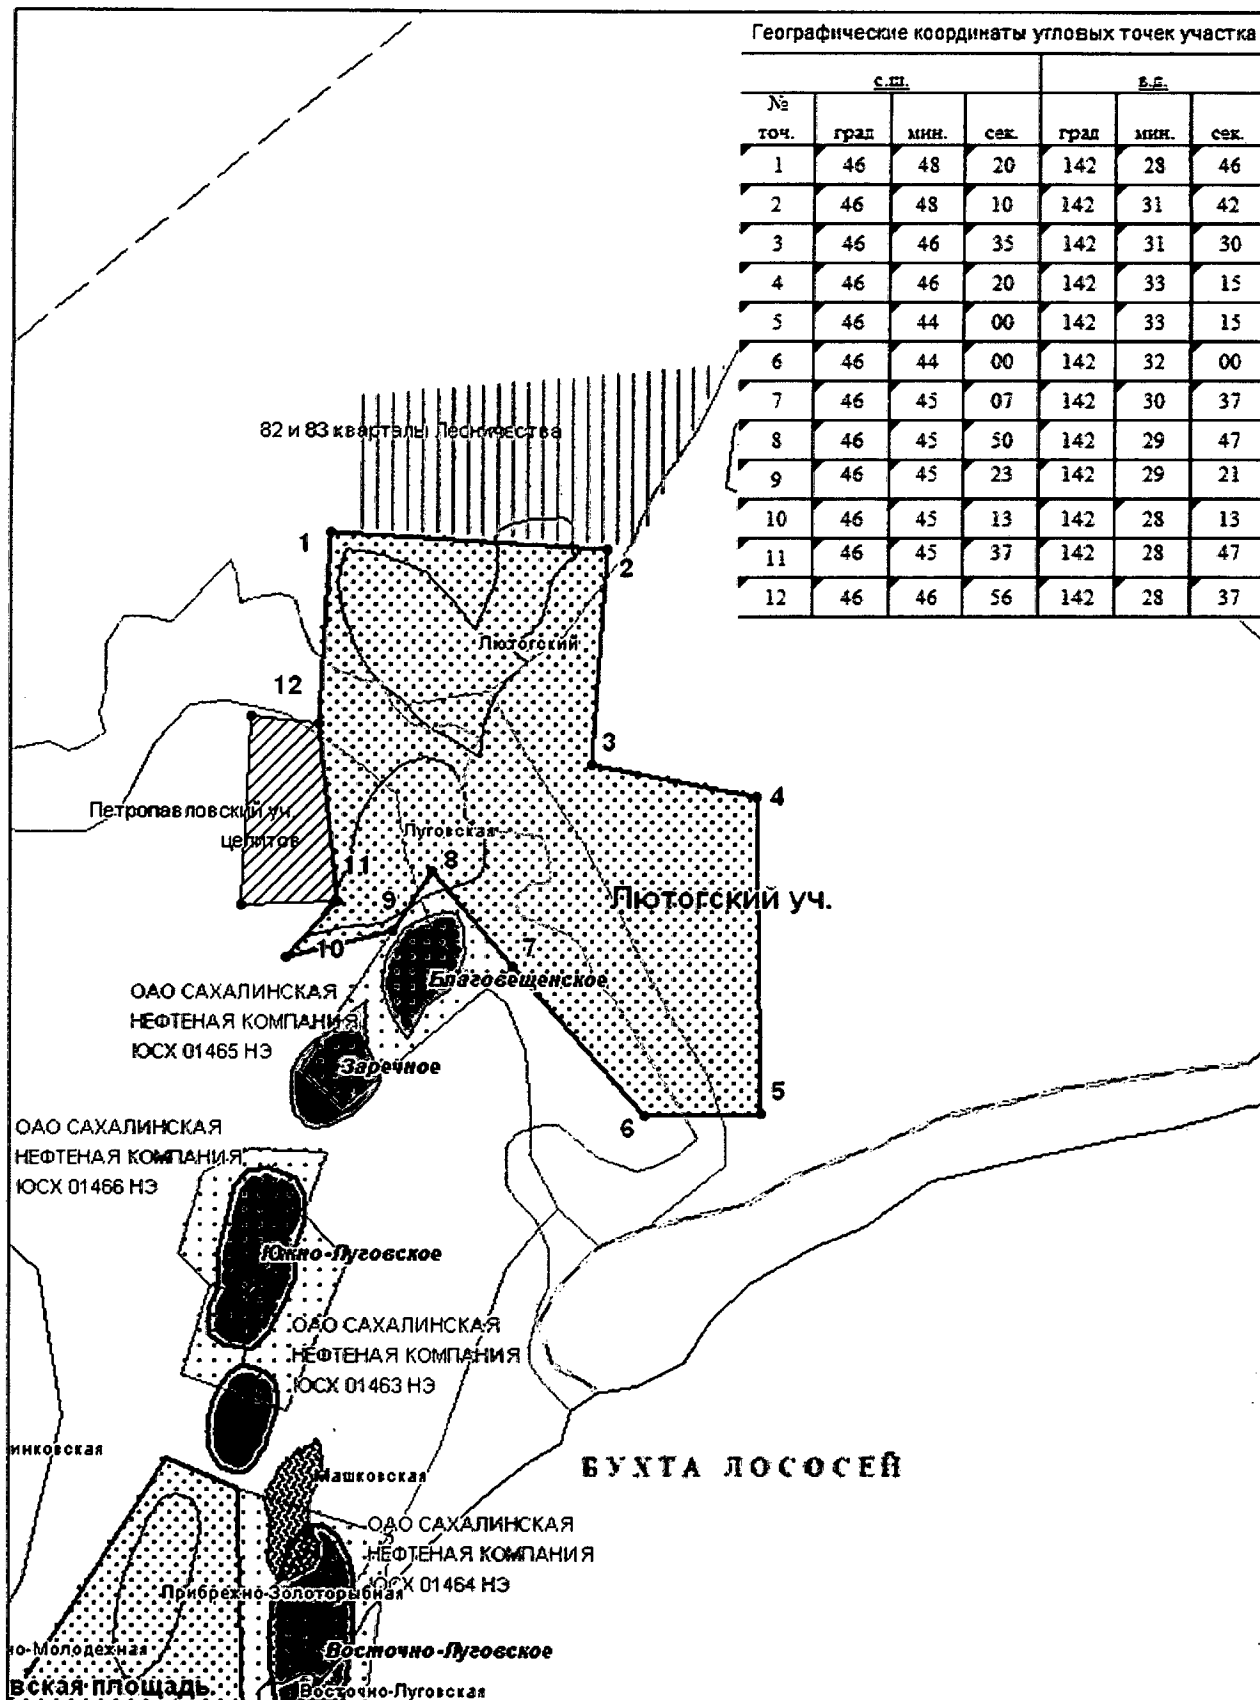 Географические координаты угловых точек участка
с.ш. в.д.
№ точ. град мин. сек. град мин. сек.
1 46 48 20 142 28 46
2 46 48 10 142 31 42
3 46 46 35 142 31 30
4 46 46 20 142 33 15
5 46 44 00 142 33 15
6 46 44 00 142 32 00
7 46 45 07 142 30 37
8 46 45 50 142 29 47
9 46 45 23 142 29 21
10 46 45 13 142 28 13
11 46 45 37 142 28 47
12 46 46 56 142 28 37
82 и 83 кварталы Лесничества
1
2
Лютогский
12
3
4
Петропавловский уч.
цеплитов
Луговская
11
8
9
Лютогский уч.
10
7
Благовещенское
ОАО САХАЛИНСКАЯ
НЕФТЕНАЯ КОМПАНИЯ
ЮСХ 01465 НЭ
Заречное
5
6
ОАО САХАЛИНСКАЯ
НЕФТЕНАЯ КОМПАНИЯ
ЮСХ 01466 НЭ
Южно-Луговское
ОАО САХАЛИНСКАЯ
НЕФТЕНАЯ КОМПАНИЯ
ЮСХ 01463 НЭ
инковская
БУХТА ЛОСОСЕЙ
Машковская
ОАО САХАЛИНСКАЯ
НЕФТЕНАЯ КОМПАНИЯ
ЮСХ 01464 НЭ
Прибрежно-Золоторыбная
но-Молодежная
Восточно-Луговское
вская площадь
Восточно-Луговская